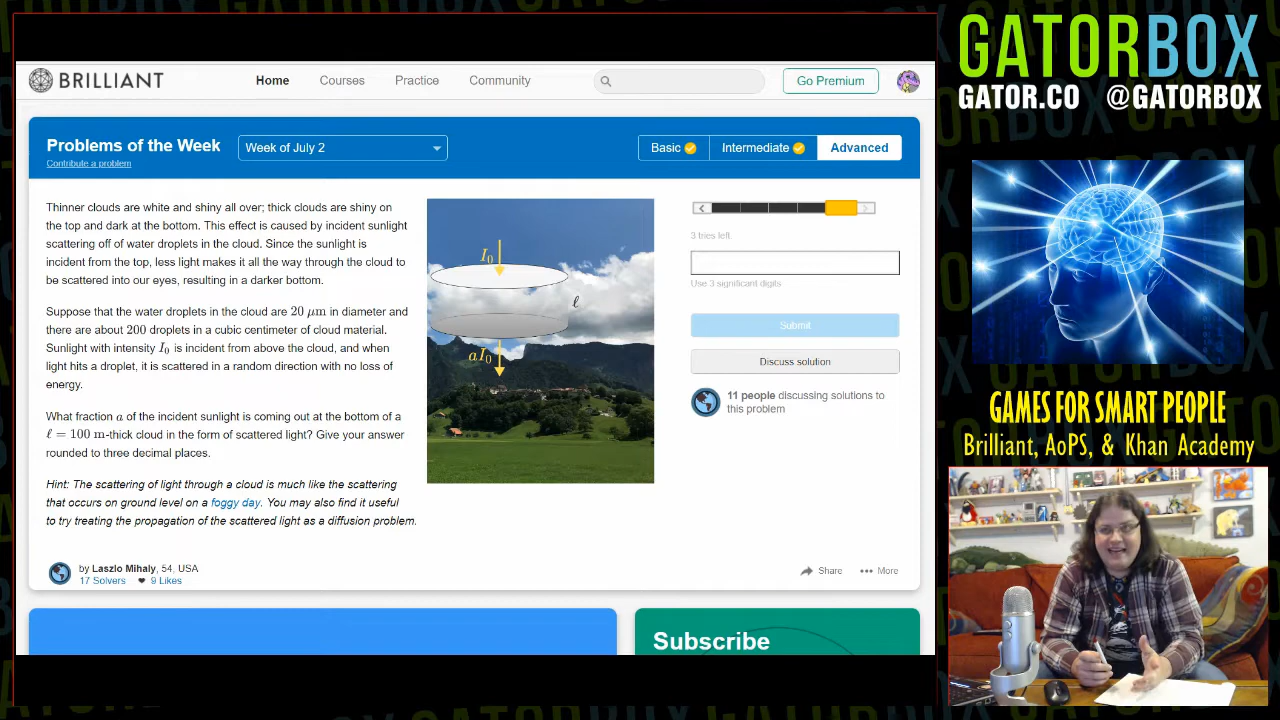 BRILLIANT
Home
Courses
Practice
Community
Go Premium
Problems of the Week
Week of July 2
Contribute a problem
Basic
Intermediate
Advanced
Thinner clouds are white and shiny all over; thick clouds are shiny on
the top and dark at the bottom. This effect is caused by incident sunlight
scattering off of water droplets in the cloud. Since the sunlight is
incident from the top, less light makes it all the way through the cloud to
be scattered into our eyes, resulting in a darker bottom.
Suppose that the water droplets in the cloud are 20 μm in diameter and
there are about 200 droplets in a cubic centimeter of cloud material.
Sunlight with intensity I₀ is incident from above the cloud, and when
light hits a droplet, it is scattered in a random direction with no loss of
energy.
What fraction a of the incident sunlight is coming out at the bottom of a
ℓ = 100 m-thick cloud in the form of scattered light? Give your answer
rounded to three decimal places.
Hint: The scattering of light through a cloud is much like the scattering
that occurs on ground level on a foggy day. You may also find it useful
to try treating the propagation of the scattered light as a diffusion problem.
I₀
ℓ
aI₀
3 tries left.
Use 3 significant digits
Submit
Discuss solution
11 people discussing solutions to
this problem
by Laszlo Mihaly, 54, USA
17 Solvers
9 Likes
Share
More
Subscribe
GATORBOX
GATOR.CO @GATORBOX
GAMES FOR SMART PEOPLE
Brilliant, AoPS, & Khan Academy